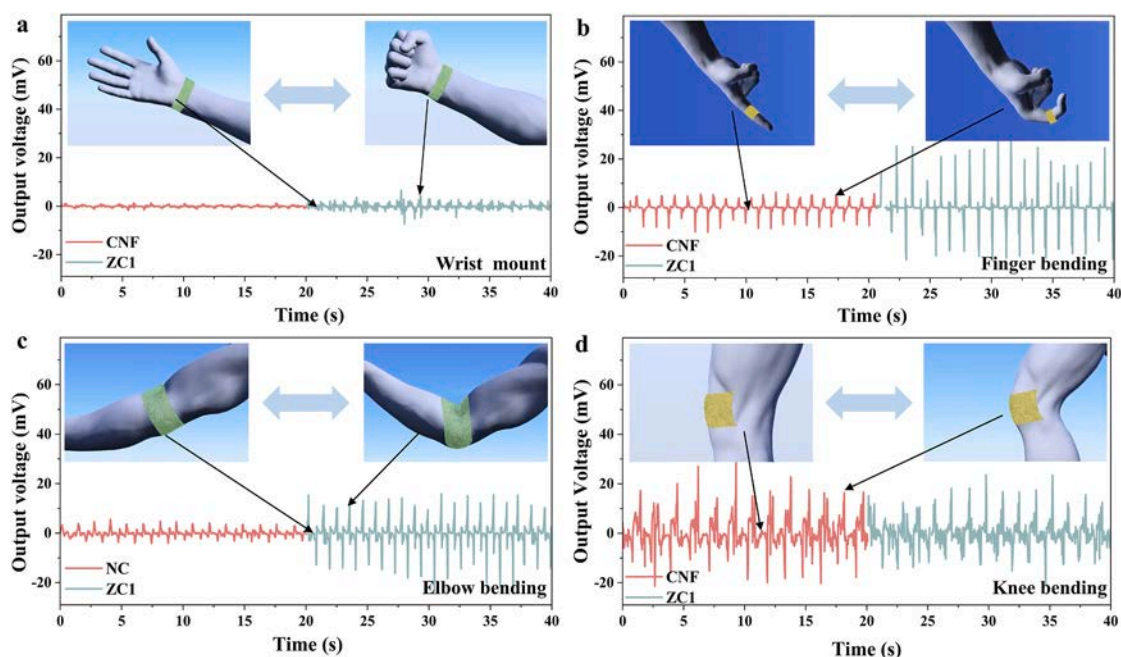 a
Output voltage (mV)
60
40
20
0
-20
CNF
ZC1
Wrist mount
0 5 10 15 20 25 30 35 40
Time (s)
b
Output voltage (mV)
60
40
20
0
-20
CNF
ZC1
Finger bending
0 5 10 15 20 25 30 35 40
Time (s)
c
Output voltage (mV)
60
40
20
0
-20
NC
ZC1
Elbow bending
0 5 10 15 20 25 30 35 40
Time (s)
d
Output Voltage (mV)
60
40
20
0
-20
CNF
ZC1
Knee bending
0 5 10 15 20 25 30 35 40
Time (s)